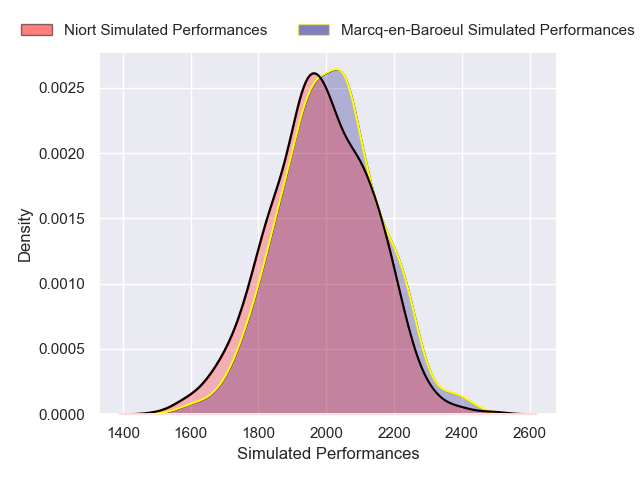 Niort Simulated Performances
Marcq-en-Baroeul Simulated Performances
0.0025
0.0020
0.0015
0.0010
0.0005
0.0000
Density
1400 1600 1800 2000 2200 2400 2600
Simulated Performances